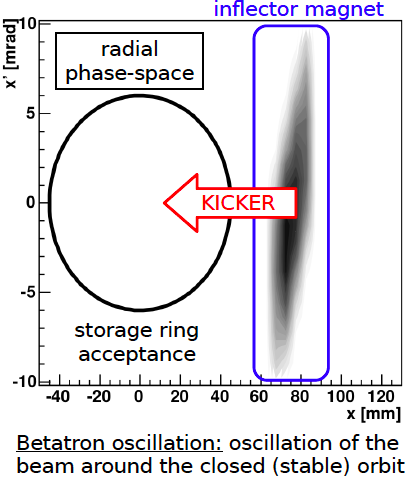 inflector magnet
10
radial
phase-space
x' [mrad]
5
0
KICKER
-5
storage ring
acceptance
-10
-40 -20 0 20 40 60 80 100 120
x [mm]
Betatron oscillation: oscillation of the
beam around the closed (stable) orbit